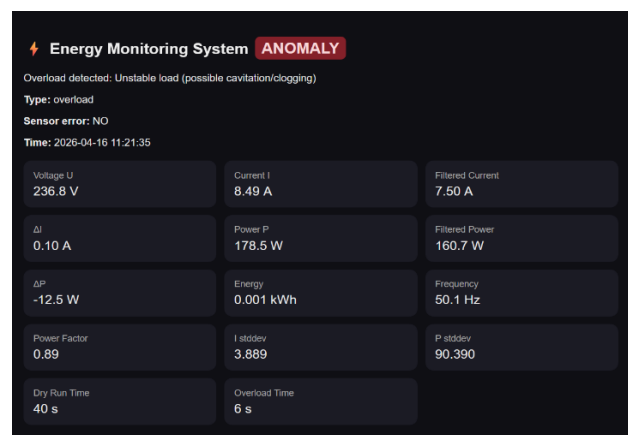 Energy Monitoring System ANOMALY
Overload detected: Unstable load (possible cavitation/clogging)
Type: overload
Sensor error: NO
Time: 2026-04-16 11:21:35
Voltage U
236.8 V
Current I
8.49 A
Filtered Current
7.50 A
ΔI
0.10 A
Power P
178.5 W
Filtered Power
160.7 W
ΔP
-12.5 W
Energy
0.001 kWh
Frequency
50.1 Hz
Power Factor
0.89
I stddev
3.889
P stddev
90.390
Dry Run Time
40 s
Overload Time
6 s